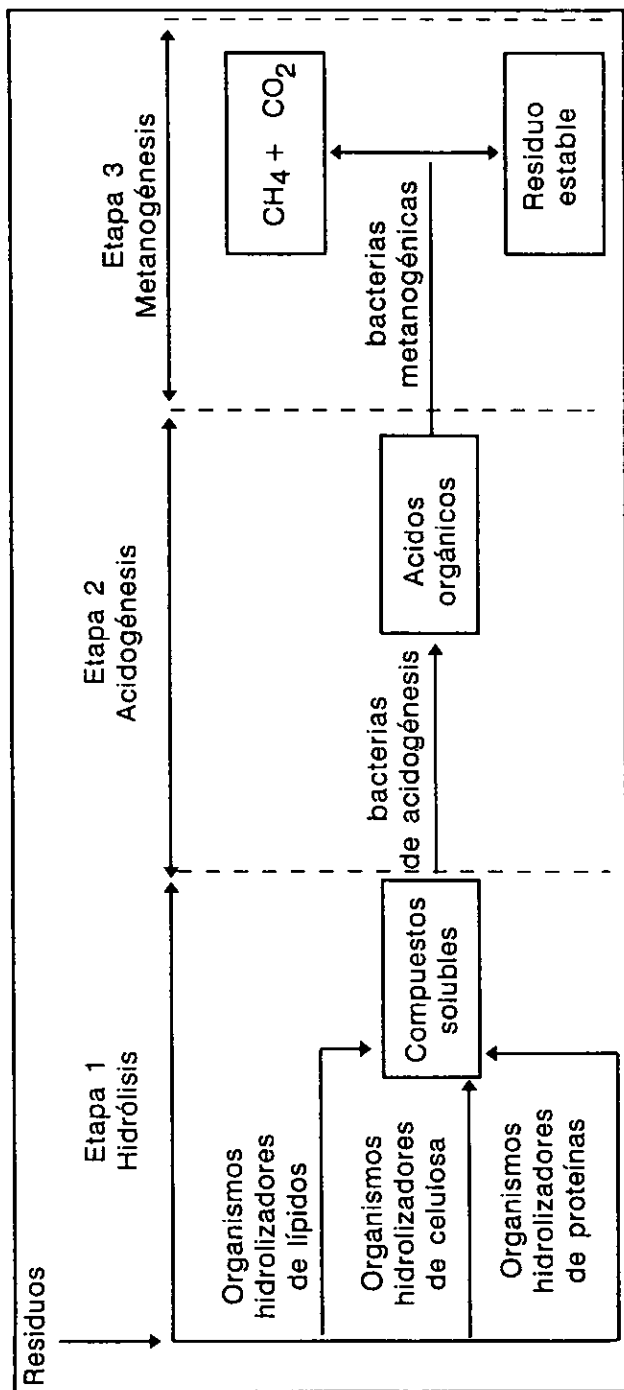 Residuos
Etapa 1
Hidrólisis
Organismos
hidrolizadores
de lípidos
Organismos
hidrolizadores
de celulosa
Organismos
hidrolizadores
de proteínas
Compuestos
solubles
Etapa 2
Acidogénesis
bacterias
de acidogénesis
Acidos
orgánicos
Etapa 3
Metanogénesis
bacterias
metanogénicas
CH4 + CO2
Residuo
estable